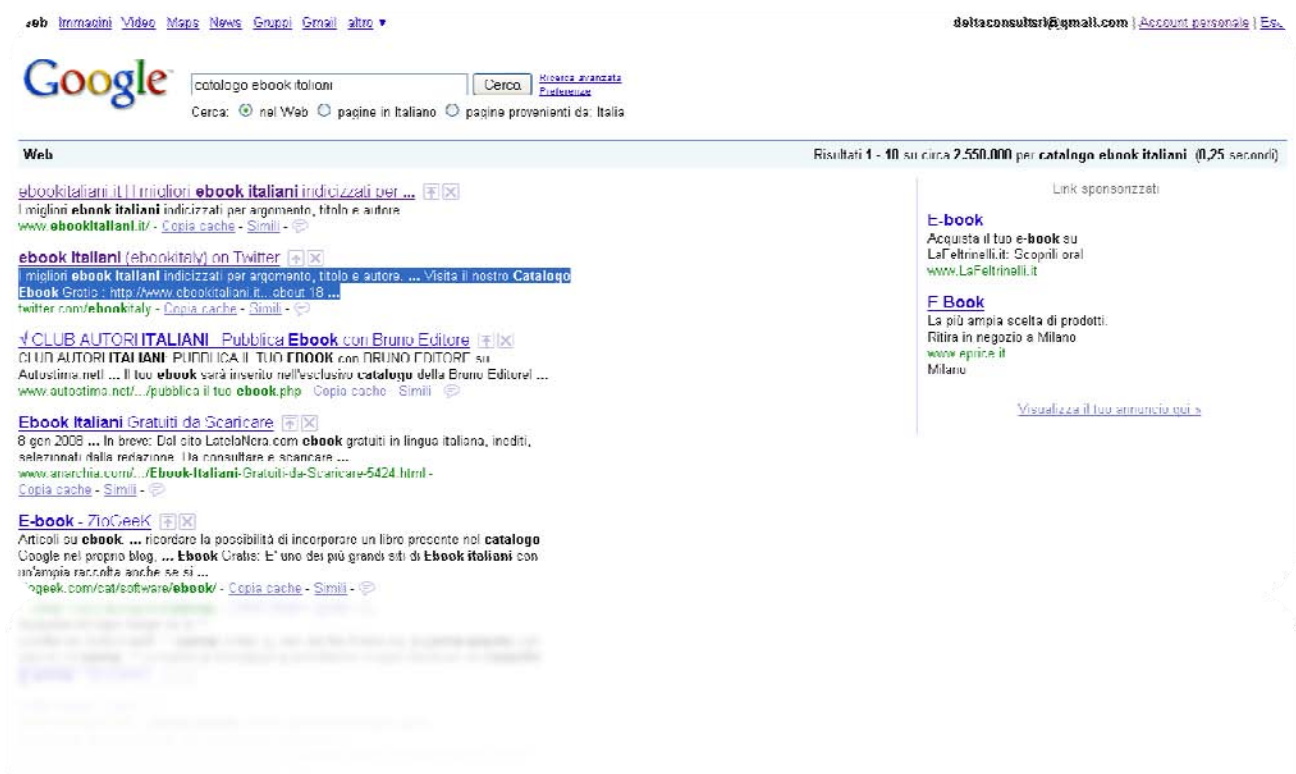 Immagini Video Maps News Gruppi Gmail altro ▼
Account personale |
Google
catalogo ebook italiani Cerca Ricerca avanzata
Preferenze
Cerca: nel Web pagine in Italiano pagine provenienti da: Italia
Web Risultati 1 - 10 su circa 2.550.000 per catalogo ebook italiani (0,25 secondi)
ebookitaliani.it | I migliori ebook italiani indicizzati per ...
I migliori ebook italiani indicizzati per argomento, titolo e autore
www.ebookitaliani.it/ - Copia cache - Simili -
ebook Italiani (ebookitaly) on Twitter
I migliori ebook Italiani indicizzati per argomento, titolo e autore. ... Visita il nostro Catalogo
Ebook Gratis : http://www.ebookitaliani.it... about 18 ...
twitter.com/ebookitaly - Copia cache - Simili -
CLUB AUTORI ITALIANI Pubblica Ebook con Bruno Editore
CLUB AUTORI ITALIANI: PUBBLICA IL TUO EBOOK con BRUNO EDITORE su
Autostima.net! ... Il tuo ebook sarà inserito nell'esclusivo catalogo della Bruno Editore! ...
www.autostima.net/.../pubblica il tuo ebook.php Copia cache Simili
Ebook Italiani Gratuiti da Scaricare
8 gen 2008 ... In breve: Dal sito LatelaNera.com ebook gratuiti in lingua italiana, inediti,
selezionati dalla redazione. Da consultare e scaricare ...
www.anarchia.com/.../Ebook-Italiani-Gratuiti-da-Scaricare-5424.html -
Copia cache - Simili -
E-book - ZioGeeK
Articoli su ebook. ... ricordare la possibilità di incorporare un libro presente nel catalogo
Google nel proprio blog, ... Ebook Gratis: E' uno dei più grandi siti di Ebook italiani con
un'ampia raccolta anche se si ...
ogeek.com/cat/software/ebook/ - Copia cache - Simili -
Link sponsorizzati
E-book
Acquista il tuo e-book su
LaFeltrinelli.it: Scoprili ora!
www.LaFeltrinelli.it
E Book
La più ampia scelta di prodotti.
Ritira in negozio a Milano
www.eprice.it
Milano
Visualizza il tuo annuncio qui »